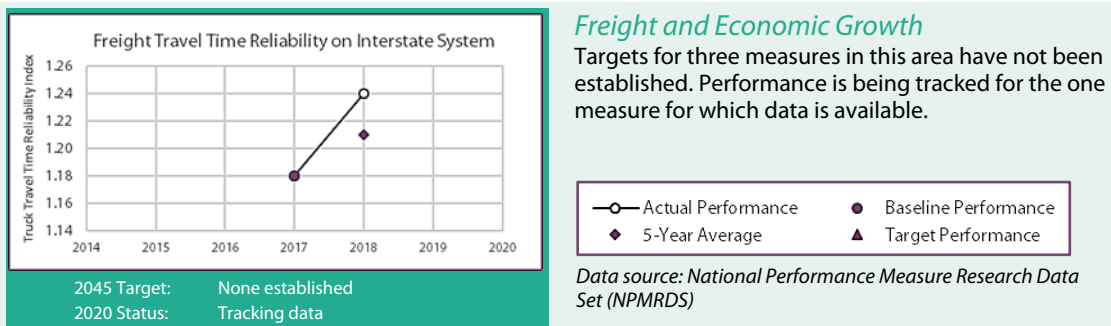 Freight Travel Time Reliability on Interstate System
Truck Travel Time Reliability Index
1.26
1.24
1.22
1.20
1.18
1.16
1.14
2014 2015 2016 2017 2018 2019 2020
2045 Target: None established
2020 Status: Tracking data
Freight and Economic Growth
Targets for three measures in this area have not been
established. Performance is being tracked for the one
measure for which data is available.
Actual Performance Baseline Performance
5-Year Average Target Performance
Data source: National Performance Measure Research Data
Set (NPMRDS)